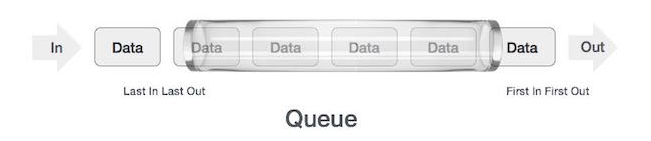 In Data Data Data Data Data Data Out
Last In Last Out First In First Out
Queue